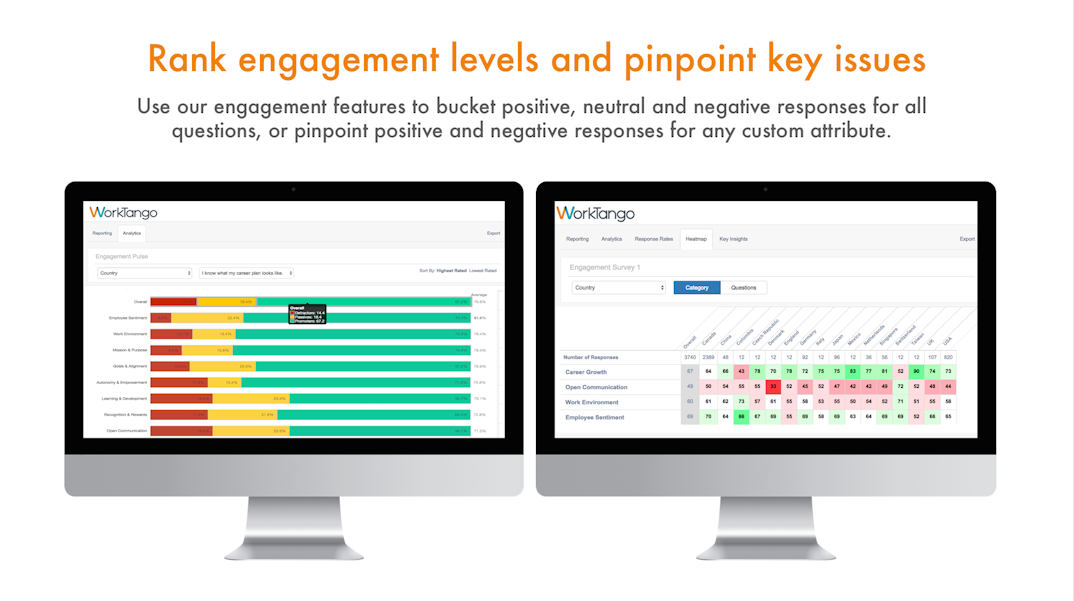 Rank engagement levels and pinpoint key issues
Use our engagement features to bucket positive, neutral and negative responses for all
questions, or pinpoint positive and negative responses for any custom attribute.
WorkTango
Reporting Analytics Export
Engagement Pulse
Country I know what my career plan looks like. Sort By: Highest Rated Lowest Rated
Average
Overall
Overall
Detractors: 14.4
Passives: 18.4
Promoters: 67.2
Employee Sentiment
Work Environment
Mission & Purpose
Goals & Alignment
Autonomy & Empowerment
Learning & Development
Recognition & Rewards
Open Communication
WorkTango
Reporting Analytics Response Rates Heatmap Key Insights Export
Engagement Survey 1
Country Category Questions
Overall Canada China Colombia Czech Republic Denmark England Germany Italy Japan Mexico Netherlands Singapore Switzerland Taiwan UK USA
Number of Responses 3740 2389 48 12 12 12 12 92 12 86 12 36 56 12 12 107 820
Career Growth 67 64 66 43 78 70 78 72 75 75 83 77 81 52 90 74 73
Open Communication 49 50 54 55 55 33 52 45 52 47 42 42 49 72 52 48 44
Work Environment 60 61 62 73 57 61 55 58 53 55 50 54 52 71 51 55 58
Employee Sentiment 69 70 64 88 67 69 55 69 58 69 63 64 69 69 52 66 65